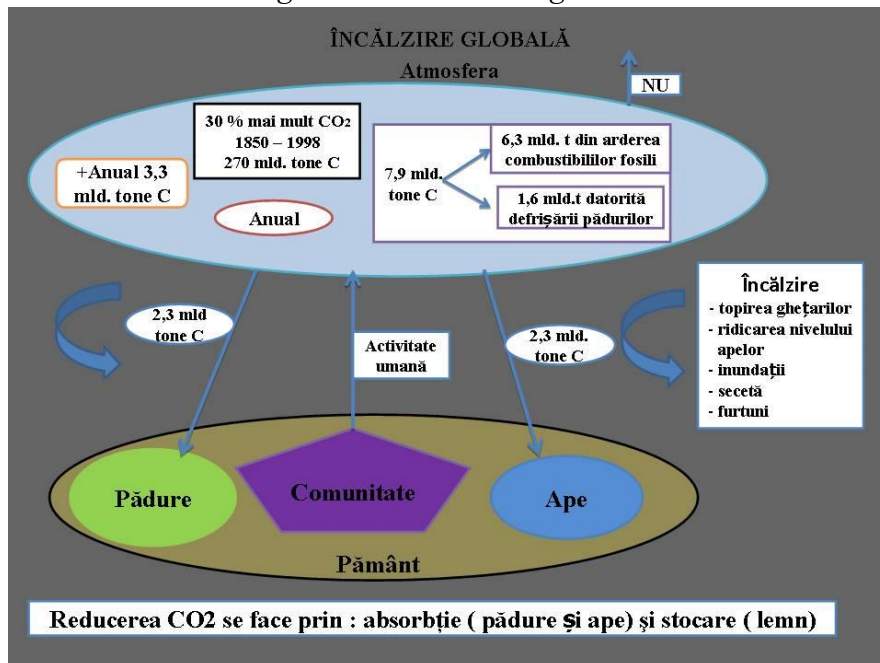 ÎNCĂLZIRE GLOBALĂ
Atmosfera
NU
30 % mai mult CO2
1850 – 1998
270 mld. tone C
+Anual 3,3
mld. tone C
Anual
7,9 mld.
tone C
6,3 mld. t din arderea
combustibililor fosili
1,6 mld.t datorită
defrișării pădurilor
2,3 mld
tone C
Activitate
umană
2,3 mld.
tone C
Încălzire
- topirea ghețarilor
- ridicarea nivelului
apelor
- inundații
- secetă
- furtuni
Pădure
Comunitate
Ape
Pământ
Reducerea CO2 se face prin : absorbție ( pădure și ape) şi stocare ( lemn)